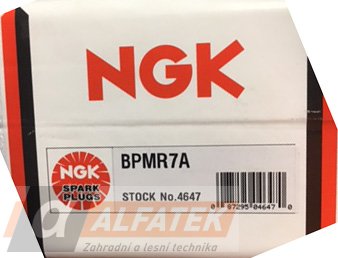 NGK
NGK
SPARK
PLUGS
BPMR7A
STOCK No.4647
0 87295 04647 0
ALFATEK
Zahradní a lesní technika